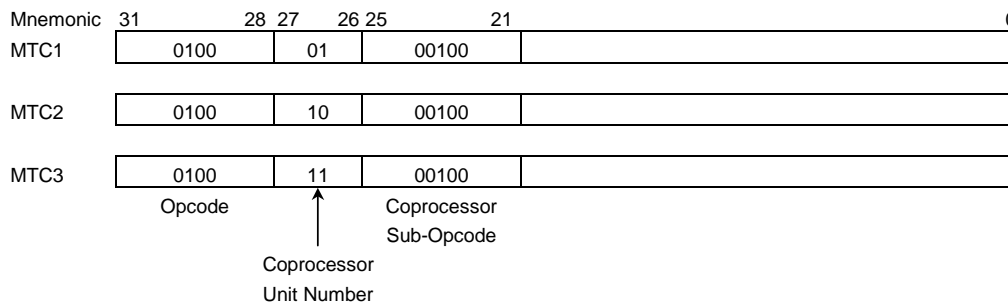 Mnemonic 31 28 27 26 25 21
MTC1 0100 01 00100
MTC2 0100 10 00100
MTC3 0100 11 00100
Opcode Coprocessor
Sub-Opcode
Coprocessor
Unit Number